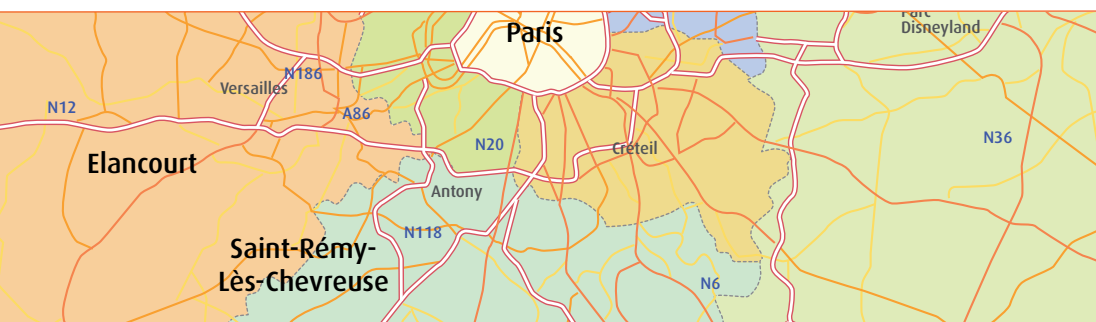 Parc
Disneyland
Paris
N186
Versailles
N12
A86
N20
N36
Créteil
Elancourt
Antony
N118
Saint-Rémy-
Lès-Chevreuse
N6